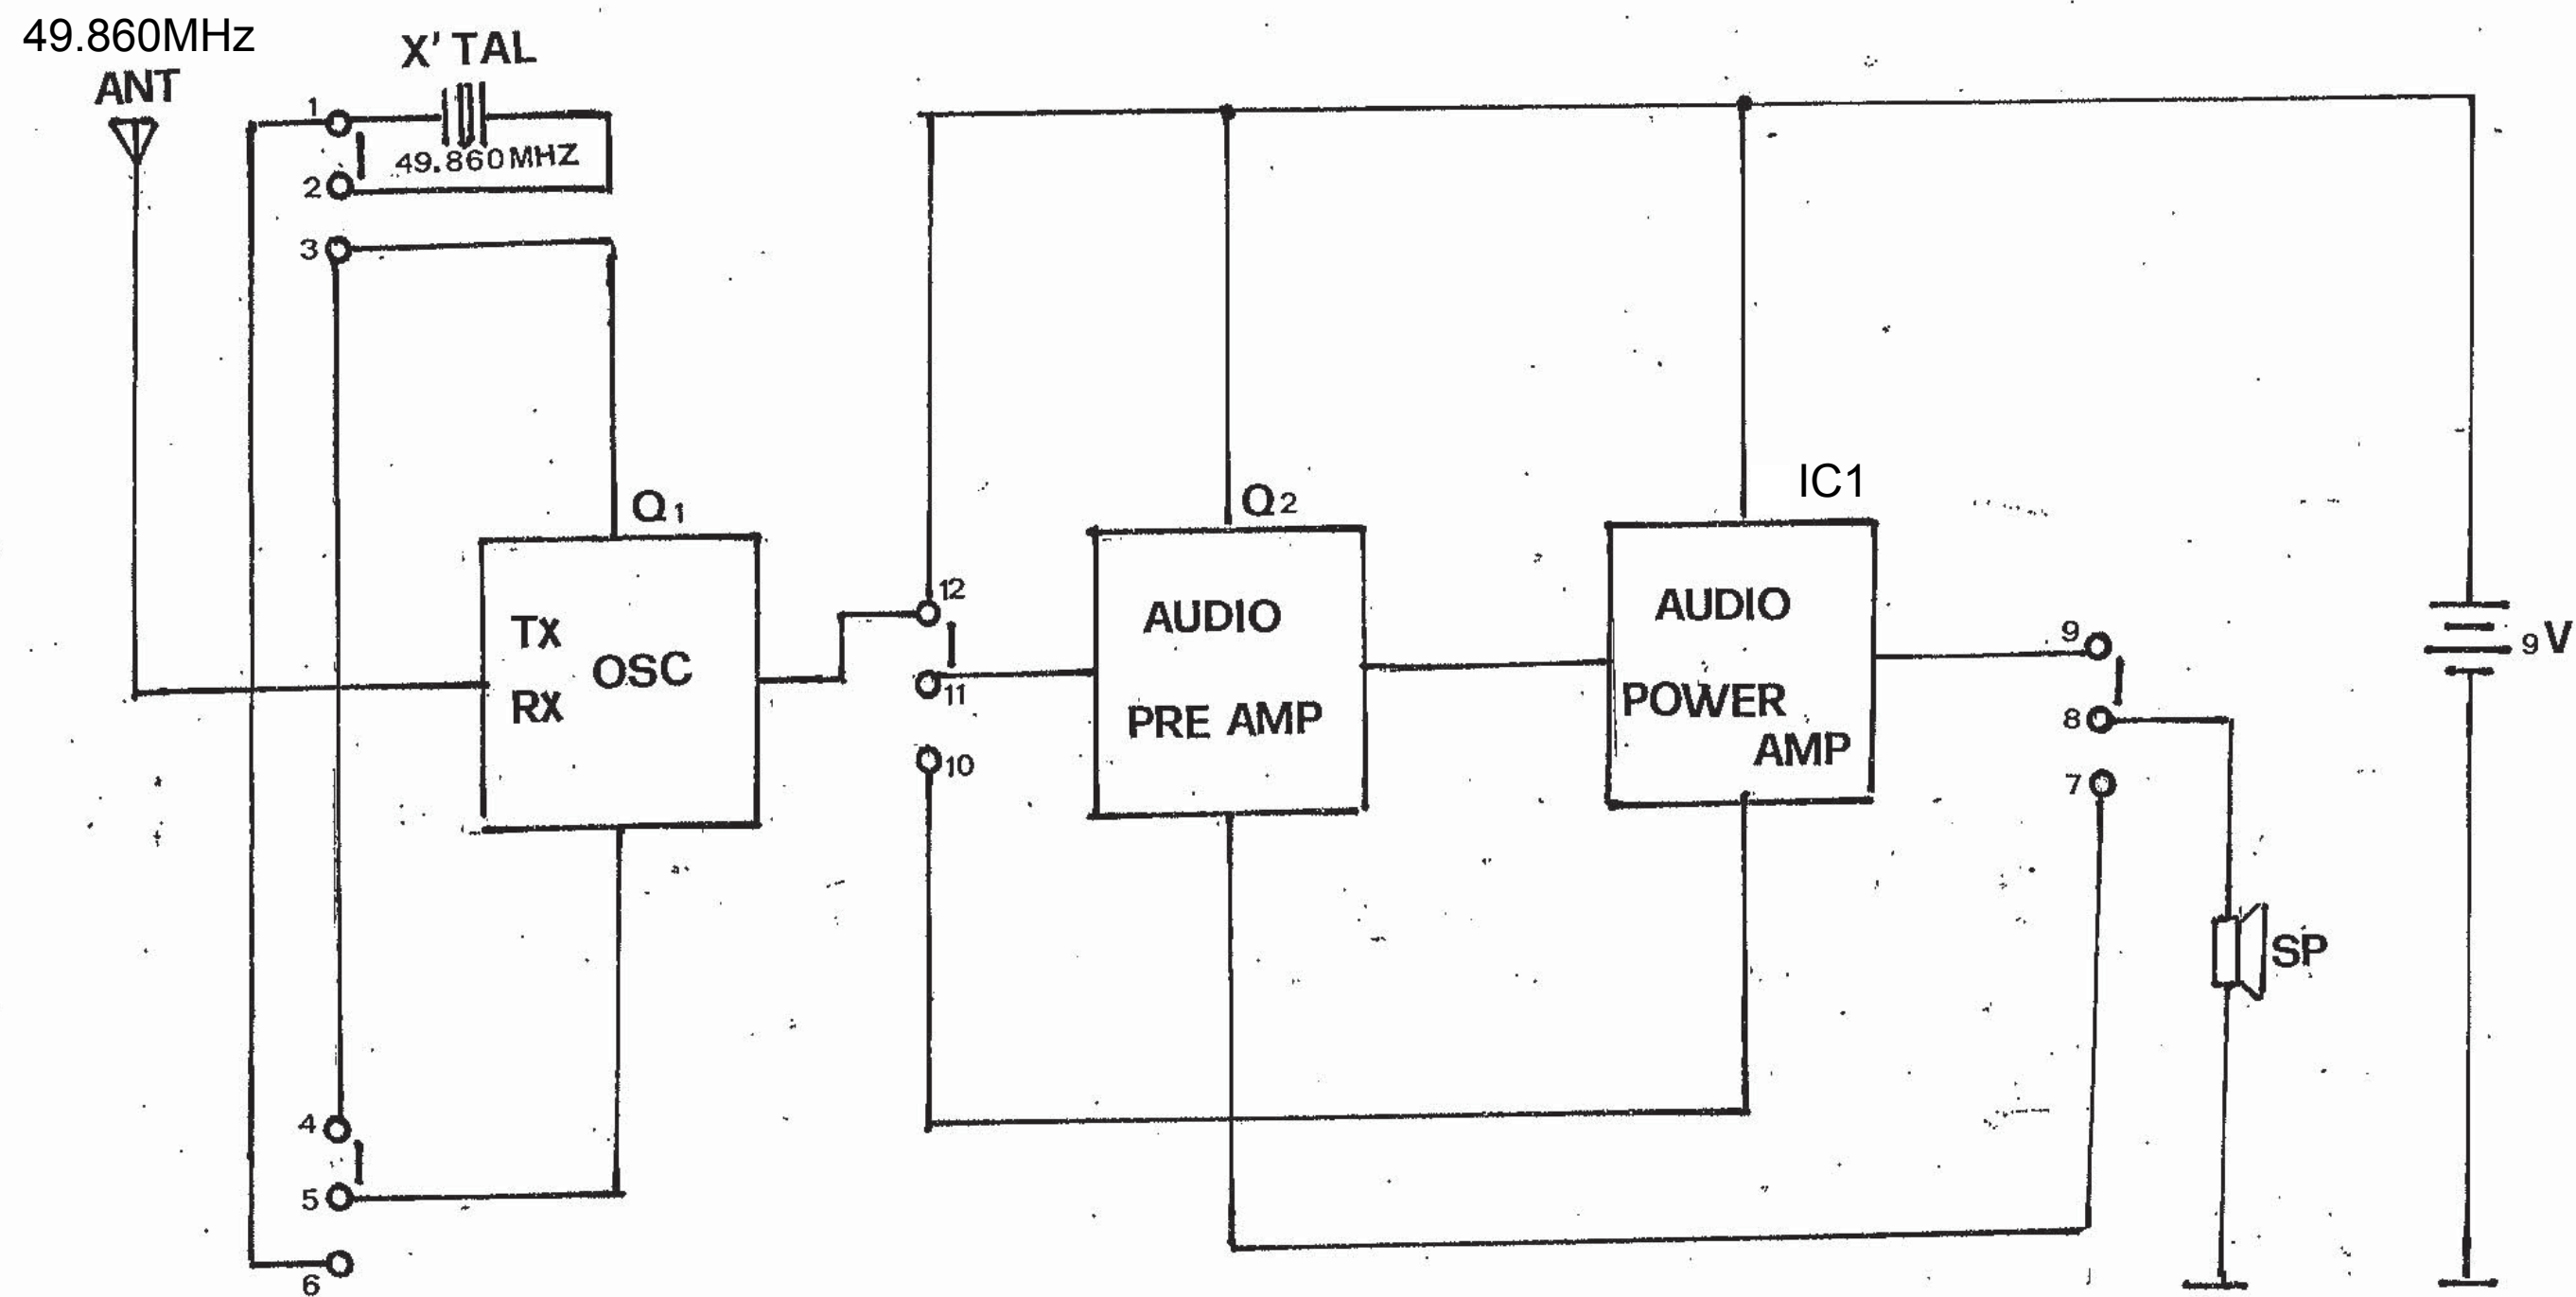 49.860MHz
ANT
X' TAL
49.860MHZ
1
2
3
Q1
TX
RX
OSC
12
11
10
Q2
AUDIO
PRE AMP
IC1
AUDIO
POWER
AMP
9
8
7
9V
SP
4
5
6